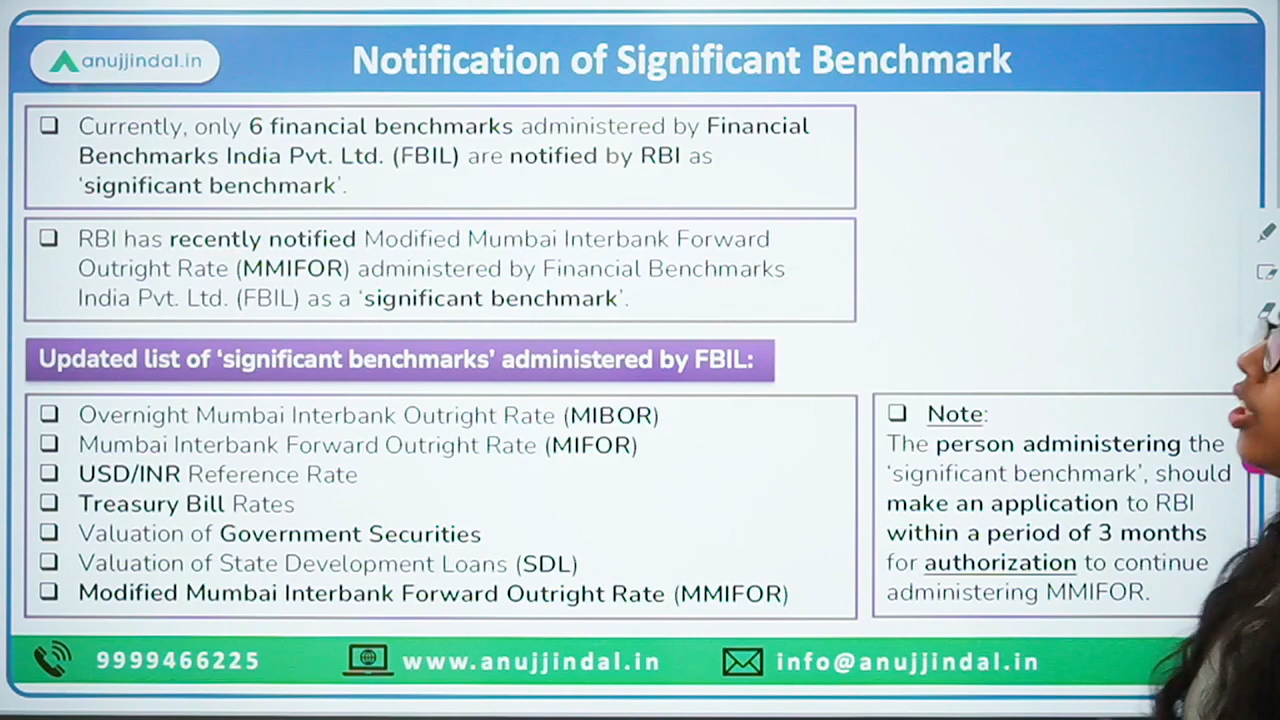 anujjindal.in
Notification of Significant Benchmark
Currently, only 6 financial benchmarks administered by Financial
Benchmarks India Pvt. Ltd. (FBIL) are notified by RBI as
‘significant benchmark’.
RBI has recently notified Modified Mumbai Interbank Forward
Outright Rate (MMIFOR) administered by Financial Benchmarks
India Pvt. Ltd. (FBIL) as a ‘significant benchmark’.
Updated list of ‘significant benchmarks’ administered by FBIL:
Overnight Mumbai Interbank Outright Rate (MIBOR)
Mumbai Interbank Forward Outright Rate (MIFOR)
USD/INR Reference Rate
Treasury Bill Rates
Valuation of Government Securities
Valuation of State Development Loans (SDL)
Modified Mumbai Interbank Forward Outright Rate (MMIFOR)
Note:
The person administering the
‘significant benchmark’, should
make an application to RBI
within a period of 3 months
for authorization to continue
administering MMIFOR.
9999466225
www.anujjindal.in
info@anujjindal.in